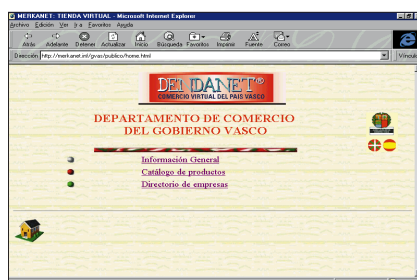 MERKANET: TIENDA VIRTUAL - Microsoft Internet Explorer
Archivo Edición Ver Ir a Favoritos Ayuda
Atrás Adelante Detener Actualizar Inicio Búsqueda Favoritos Imprimir Fuente Correo
Dirección http://merkanet.int/gvas/publico/home.html Vínculos
DENDANET®
COMERCIO VIRTUAL DEL PAIS VASCO
DEPARTAMENTO DE COMERCIO
DEL GOBIERNO VASCO
Información General
Catálogo de productos
Directorio de empresas